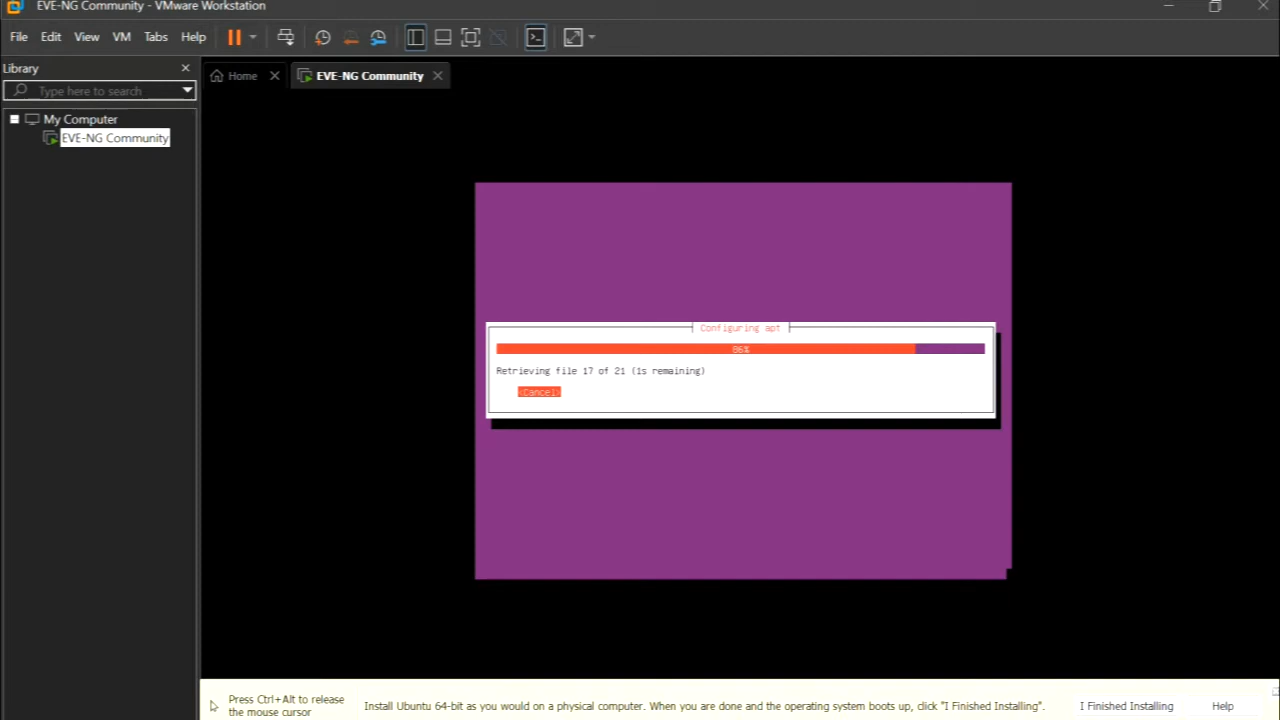 EVE-NG Community - VMware Workstation
File Edit View VM Tabs Help
Library
Type here to search
Home
EVE-NG Community
My Computer
EVE-NG Community
Configuring apt
86%
Retrieving file 17 of 21 (1s remaining)
<Cancel>
Press Ctrl+Alt to release
the mouse cursor
Install Ubuntu 64-bit as you would on a physical computer. When you are done and the operating system boots up, click "I Finished Installing".
I Finished Installing
Help